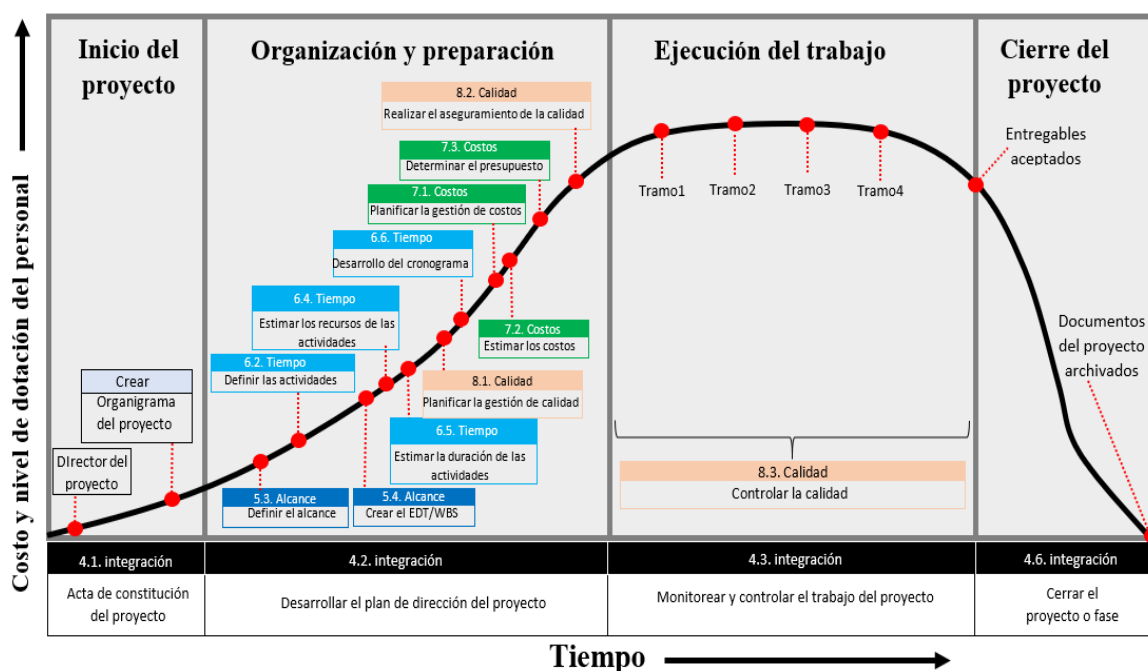 Costo y nivel de dotación del personal
Inicio del
proyecto
Organización y preparación
Ejecución del trabajo
Cierre del
proyecto
8.2. Calidad
Realizar el aseguramiento de la calidad
7.3. Costos
Determinar el presupuesto
7.1. Costos
Planificar la gestión de costos
6.6. Tiempo
Desarrollo del cronograma
6.4. Tiempo
Estimar los recursos de las
actividades
6.2. Tiempo
Definir las actividades
Crear
Organigrama
del proyecto
DIrector del
proyecto
7.2. Costos
Estimar los costos
8.1. Calidad
Planificar la gestión de calidad
6.5. Tiempo
Estimar la duración de las
actividades
5.3. Alcance
Definir el alcance
5.4. Alcance
Crear el EDT/WBS
Tramo1
Tramo2
Tramo3
Tramo4
8.3. Calidad
Controlar la calidad
Entregables
aceptados
Documentos
del proyecto
archivados
4.1. integración
Acta de constitución
del proyecto
4.2. integración
Desarrollar el plan de dirección del proyecto
4.3. integración
Monitorear y controlar el trabajo del proyecto
4.6. integración
Cerrar el
proyecto o fase
Tiempo